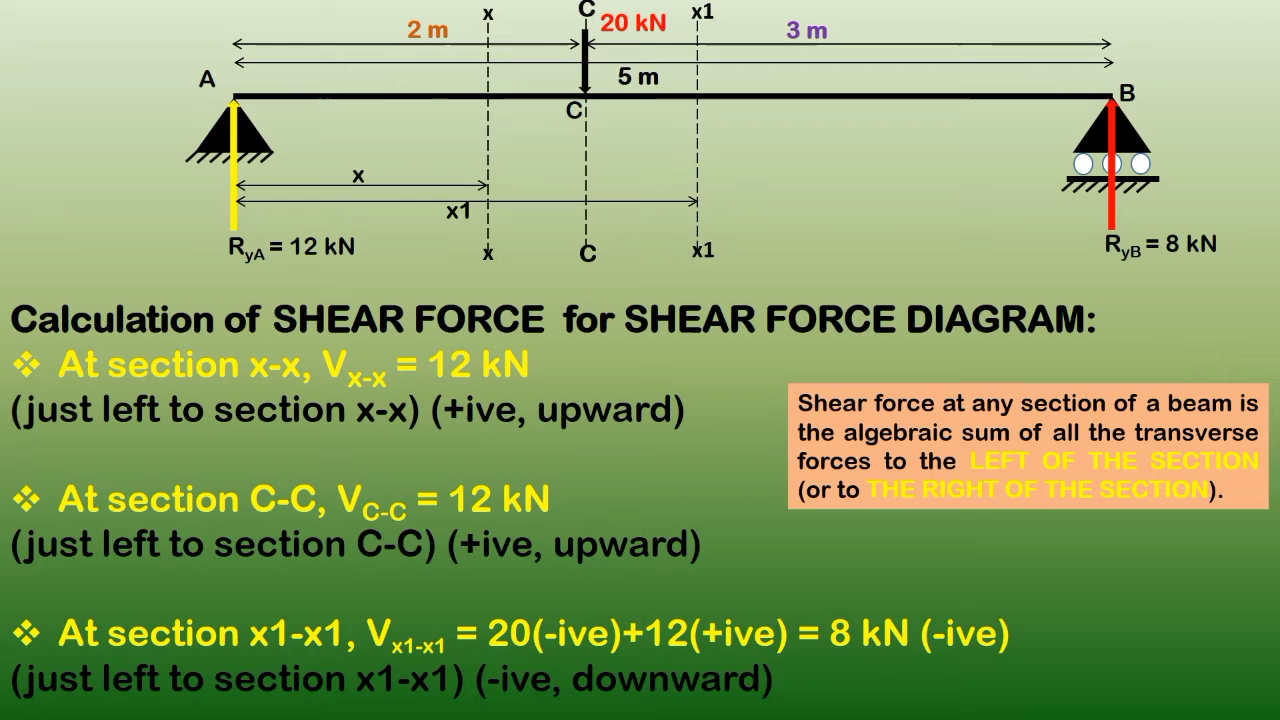 x
C
x1
2 m
20 kN
3 m
5 m
A
B
C
x
x1
x
C
x1
RyA = 12 kN
RyB = 8 kN
Calculation of SHEAR FORCE for SHEAR FORCE DIAGRAM:
❖ At section x-x, Vx-x = 12 kN
(just left to section x-x) (+ive, upward)
Shear force at any section of a beam is
the algebraic sum of all the transverse
forces to the LEFT OF THE SECTION
(or to THE RIGHT OF THE SECTION).
❖ At section C-C, VC-C = 12 kN
(just left to section C-C) (+ive, upward)
❖ At section x1-x1, Vx1-x1 = 20(-ive)+12(+ive) = 8 kN (-ive)
(just left to section x1-x1) (-ive, downward)